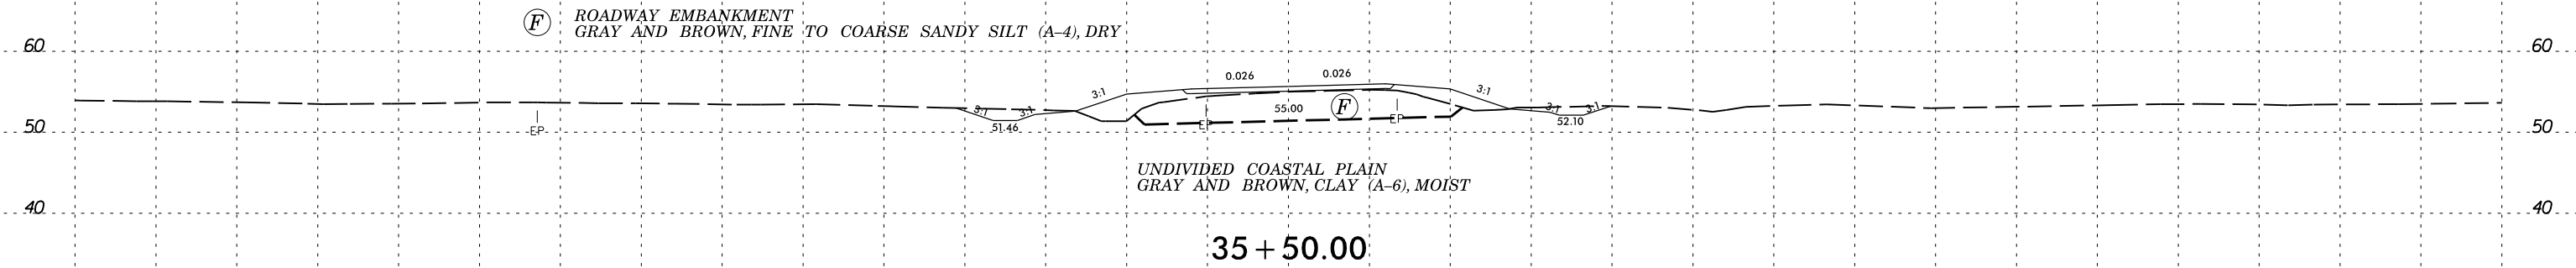 F ROADWAY EMBANKMENT
GRAY AND BROWN, FINE TO COARSE SANDY SILT (A-4), DRY
60 60
0.026 0.026
3:1 3:1
3:1 3:1 55.00 F 3:1 3:1
50 EP 51.46 EP EP 52.10 50
UNDIVIDED COASTAL PLAIN
GRAY AND BROWN, CLAY (A-6), MOIST
40 40
35+50.00